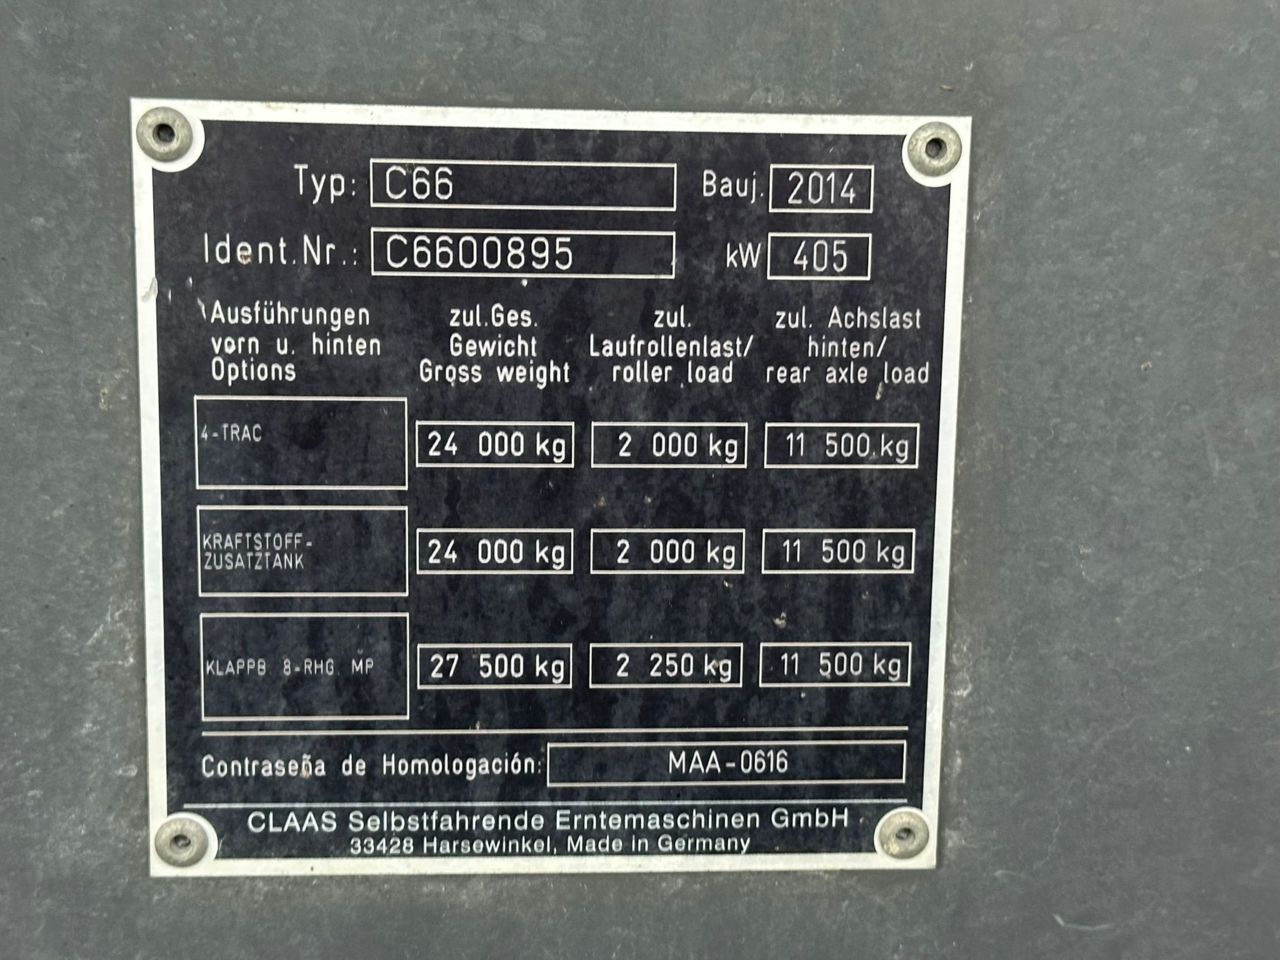 Typ: C66 Bauj. 2014
Ident.Nr.: C6600895 kW 405
Ausführungen
vorn u. hinten
Options
zul.Ges.
Gewicht
Gross weight
zul.
Laufrollenlast/
roller load
zul. Achslast
hinten/
rear axle load
4-TRAC 24 000 kg 2 000 kg 11 500 kg
KRAFTSTOFF-
ZUSATZTANK 24 000 kg 2 000 kg 11 500 kg
KLAPPB 8-RHG. MP 27 500 kg 2 250 kg 11 500 kg
Contraseña de Homologación: MAA-0616
CLAAS Selbstfahrende Erntemaschinen GmbH
33428 Harsewinkel, Made in Germany